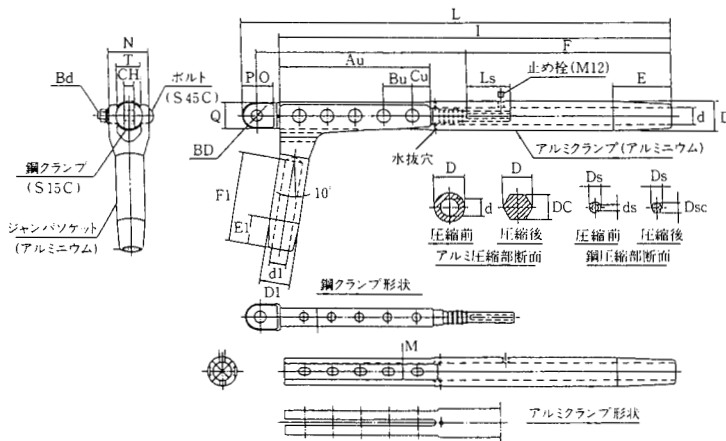 L
N
I
T
F
CH
Au
止め栓(M12)
Bd
ボルト
(S45C)
P
O
Bu
Cu
Ls
E
Q
d
D
BD
水抜穴
アルミクランプ(アルミニウム)
鋼クランプ
(S15C)
F1
10°
D
D
Ds
Ds
d
DC
ds
Dsc
E1
ジャンパソケット
(アルミニウム)
圧縮前
圧縮後
圧縮前
圧縮後
アルミ圧縮部断面
鋼圧縮部断面
d1
D1
鋼クランプ形状
M
アルミクランプ形状